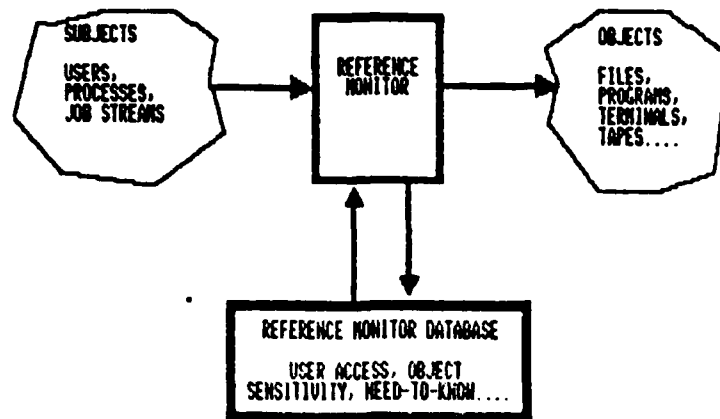 SUBJECTS
USERS,
PROCESSES,
JOB STREAMS
REFERENCE
MONITOR
OBJECTS
FILES,
PROGRAMS,
TERMINALS,
TAPES....
REFERENCE MONITOR DATABASE
USER ACCESS, OBJECT
SENSITIVITY, NEED-TO-KNOW....